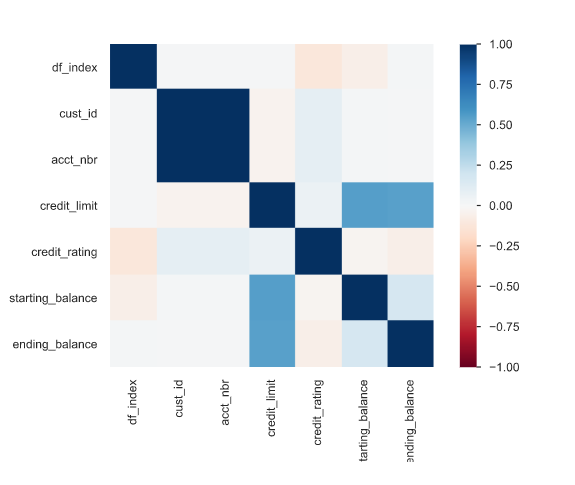 df_index
cust_id
acct_nbr
credit_limit
credit_rating
starting_balance
ending_balance
df_index
cust_id
acct_nbr
credit_limit
credit_rating
tarting_balance
ending_balance
1.00
0.75
0.50
0.25
0.00
−0.25
−0.50
−0.75
−1.00